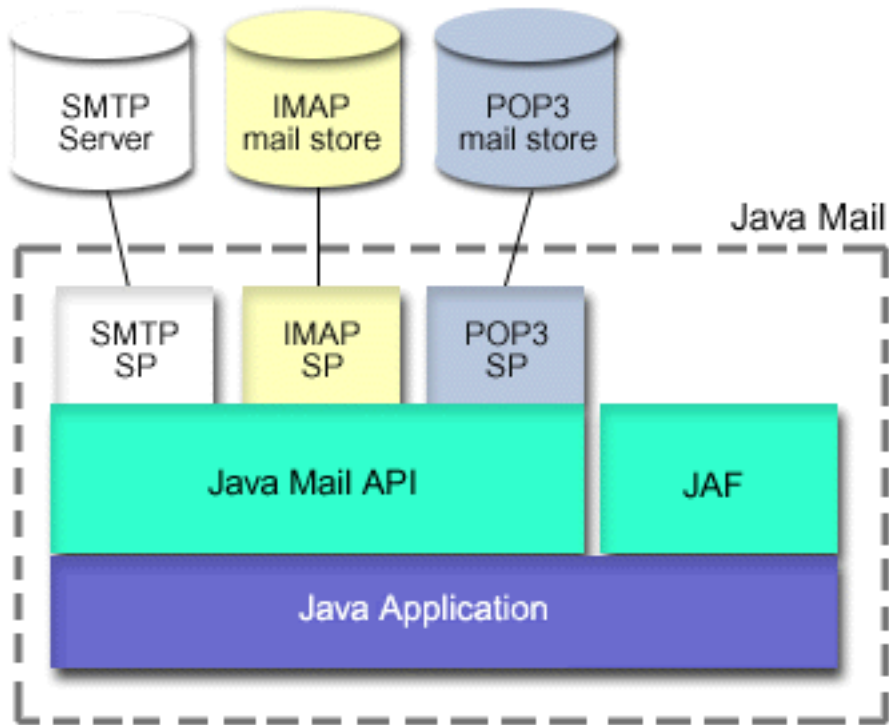 SMTP
Server
IMAP
mail store
POP3
mail store
Java Mail
SMTP
SP
IMAP
SP
POP3
SP
Java Mail API
JAF
Java Application